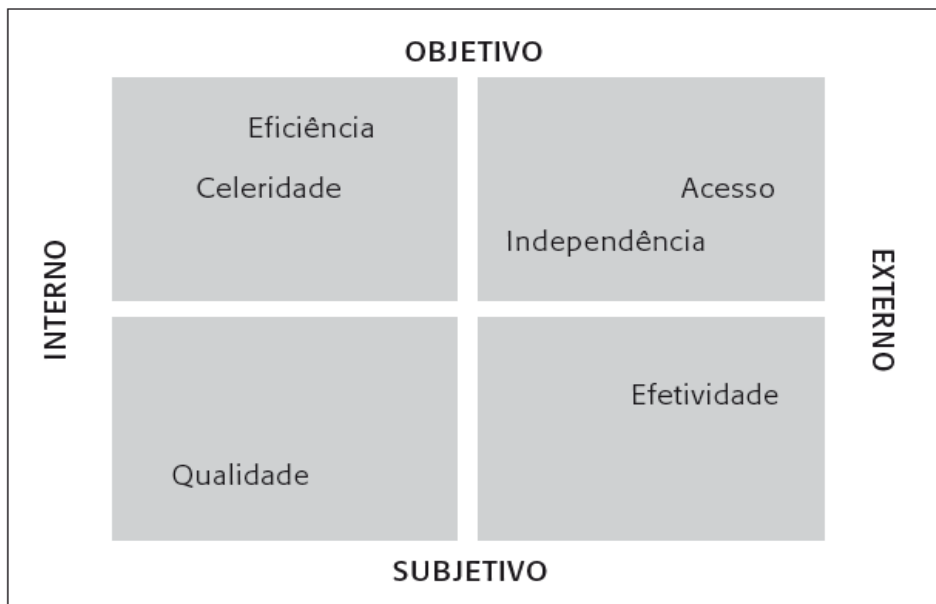 OBJETIVO
Eficiência
Celeridade
Acesso
Independência
INTERNO
EXTERNO
Efetividade
Qualidade
SUBJETIVO